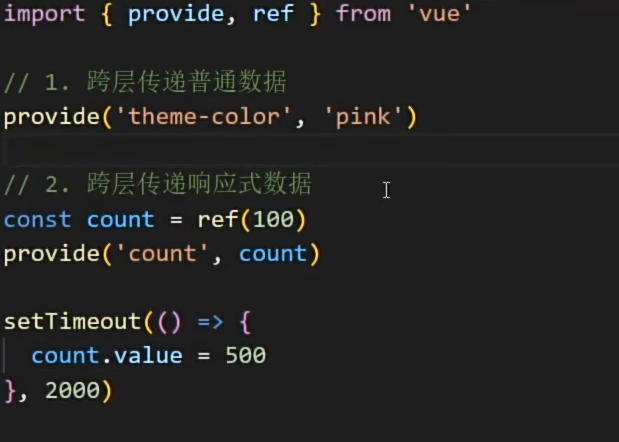 import { provide, ref } from 'vue'
// 1. 跨层传递普通数据
provide('theme-color', 'pink')
// 2. 跨层传递响应式数据
const count = ref(100)
provide('count', count)
setTimeout(() => {
count.value = 500
}, 2000)